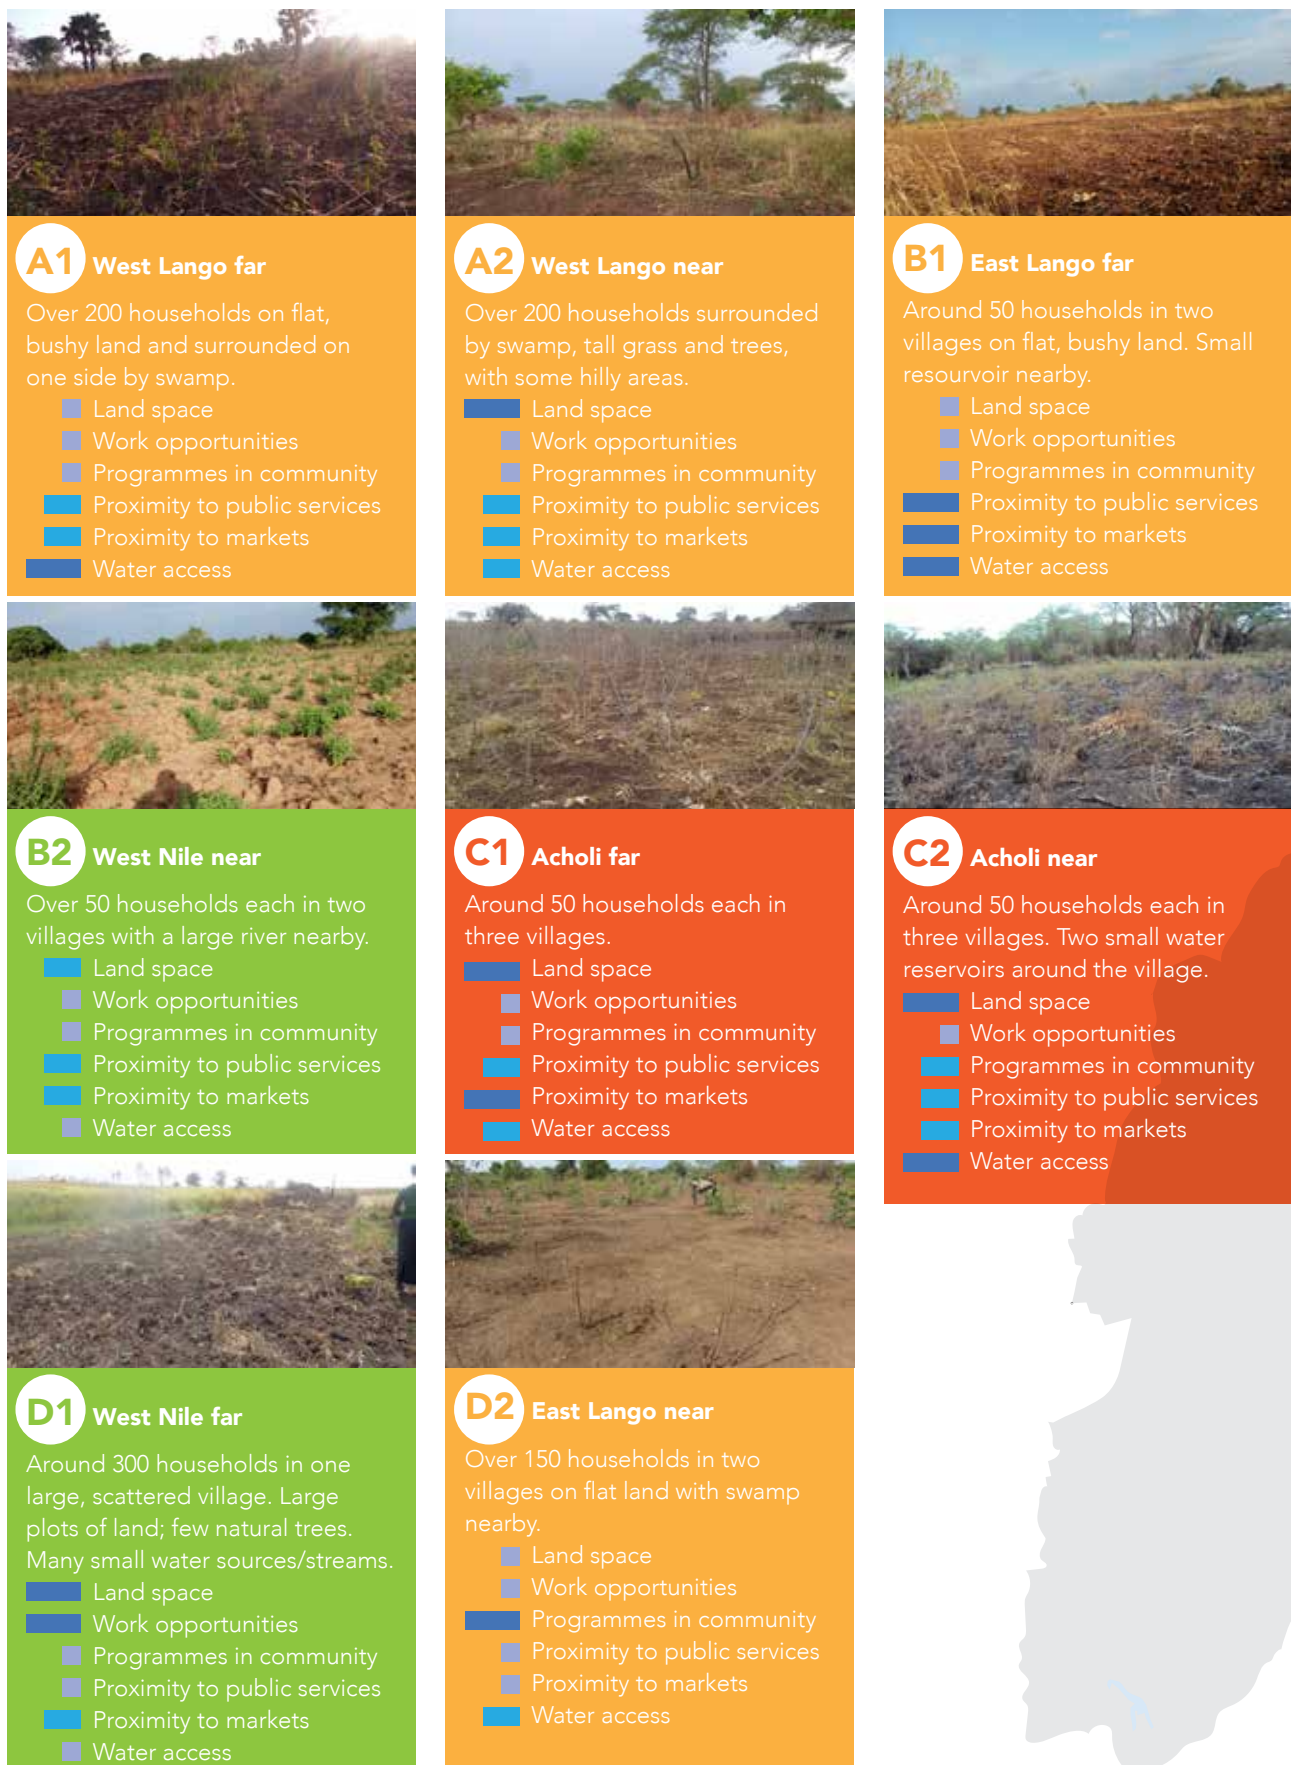 A1 West Lango far
Over 200 households on flat,
bushy land and surrounded on
one side by swamp.
Land space
Work opportunities
Programmes in community
Proximity to public services
Proximity to markets
Water access
A2 West Lango near
Over 200 households surrounded
by swamp, tall grass and trees,
with some hilly areas.
Land space
Work opportunities
Programmes in community
Proximity to public services
Proximity to markets
Water access
B1 East Lango far
Around 50 households in two
villages on flat, bushy land. Small
resourvoir nearby.
Land space
Work opportunities
Programmes in community
Proximity to public services
Proximity to markets
Water access
B2 West Nile near
Over 50 households each in two
villages with a large river nearby.
Land space
Work opportunities
Programmes in community
Proximity to public services
Proximity to markets
Water access
C1 Acholi far
Around 50 households each in
three villages.
Land space
Work opportunities
Programmes in community
Proximity to public services
Proximity to markets
Water access
C2 Acholi near
Around 50 households each in
three villages. Two small water
reservoirs around the village.
Land space
Work opportunities
Programmes in community
Proximity to public services
Proximity to markets
Water access
D1 West Nile far
Around 300 households in one
large, scattered village. Large
plots of land; few natural trees.
Many small water sources/streams.
Land space
Work opportunities
Programmes in community
Proximity to public services
Proximity to markets
Water access
D2 East Lango near
Over 150 households in two
villages on flat land with swamp
nearby.
Land space
Work opportunities
Programmes in community
Proximity to public services
Proximity to markets
Water access